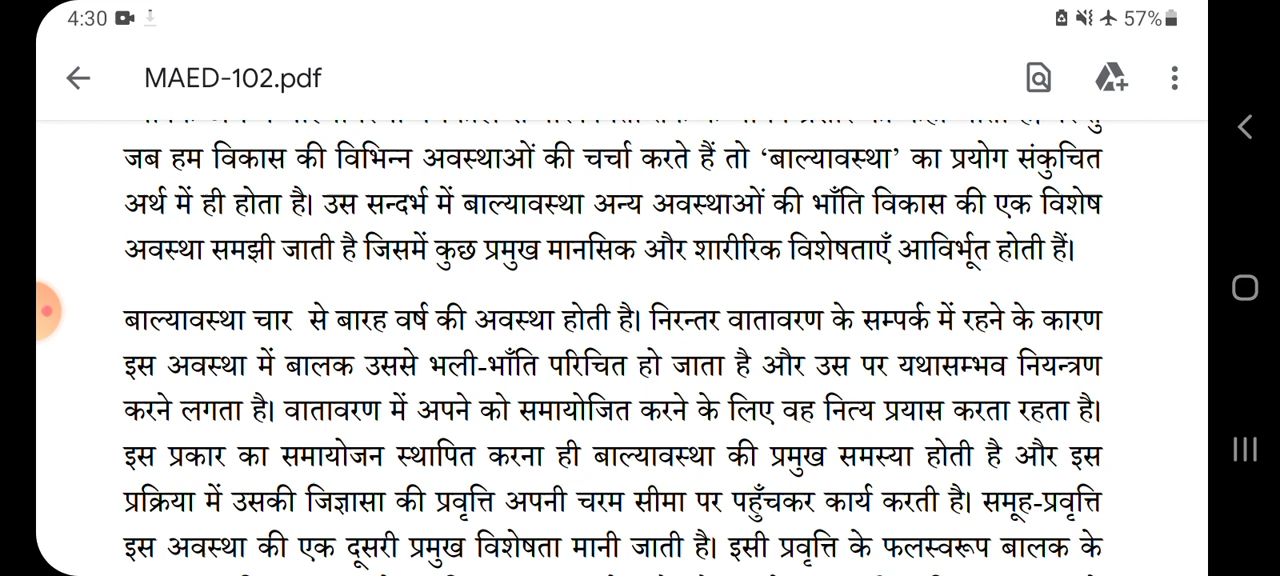 4:30 57%
MAED-102.pdf
जब हम विकास की विभिन्न अवस्थाओं की चर्चा करते हैं तो ‘बाल्यावस्था’ का प्रयोग संकुचित
अर्थ में ही होता है। उस सन्दर्भ में बाल्यावस्था अन्य अवस्थाओं की भाँति विकास की एक विशेष
अवस्था समझी जाती है जिसमें कुछ प्रमुख मानसिक और शारीरिक विशेषताएँ आविर्भूत होती हैं।
बाल्यावस्था चार से बारह वर्ष की अवस्था होती है। निरन्तर वातावरण के सम्पर्क में रहने के कारण
इस अवस्था में बालक उससे भली-भाँति परिचित हो जाता है और उस पर यथासम्भव नियन्त्रण
करने लगता है। वातावरण में अपने को समायोजित करने के लिए वह नित्य प्रयास करता रहता है।
इस प्रकार का समायोजन स्थापित करना ही बाल्यावस्था की प्रमुख समस्या होती है और इस
प्रक्रिया में उसकी जिज्ञासा की प्रवृत्ति अपनी चरम सीमा पर पहुँचकर कार्य करती है। समूह-प्रवृत्ति
इस अवस्था की एक दूसरी प्रमुख विशेषता मानी जाती है। इसी प्रवृत्ति के फलस्वरूप बालक के